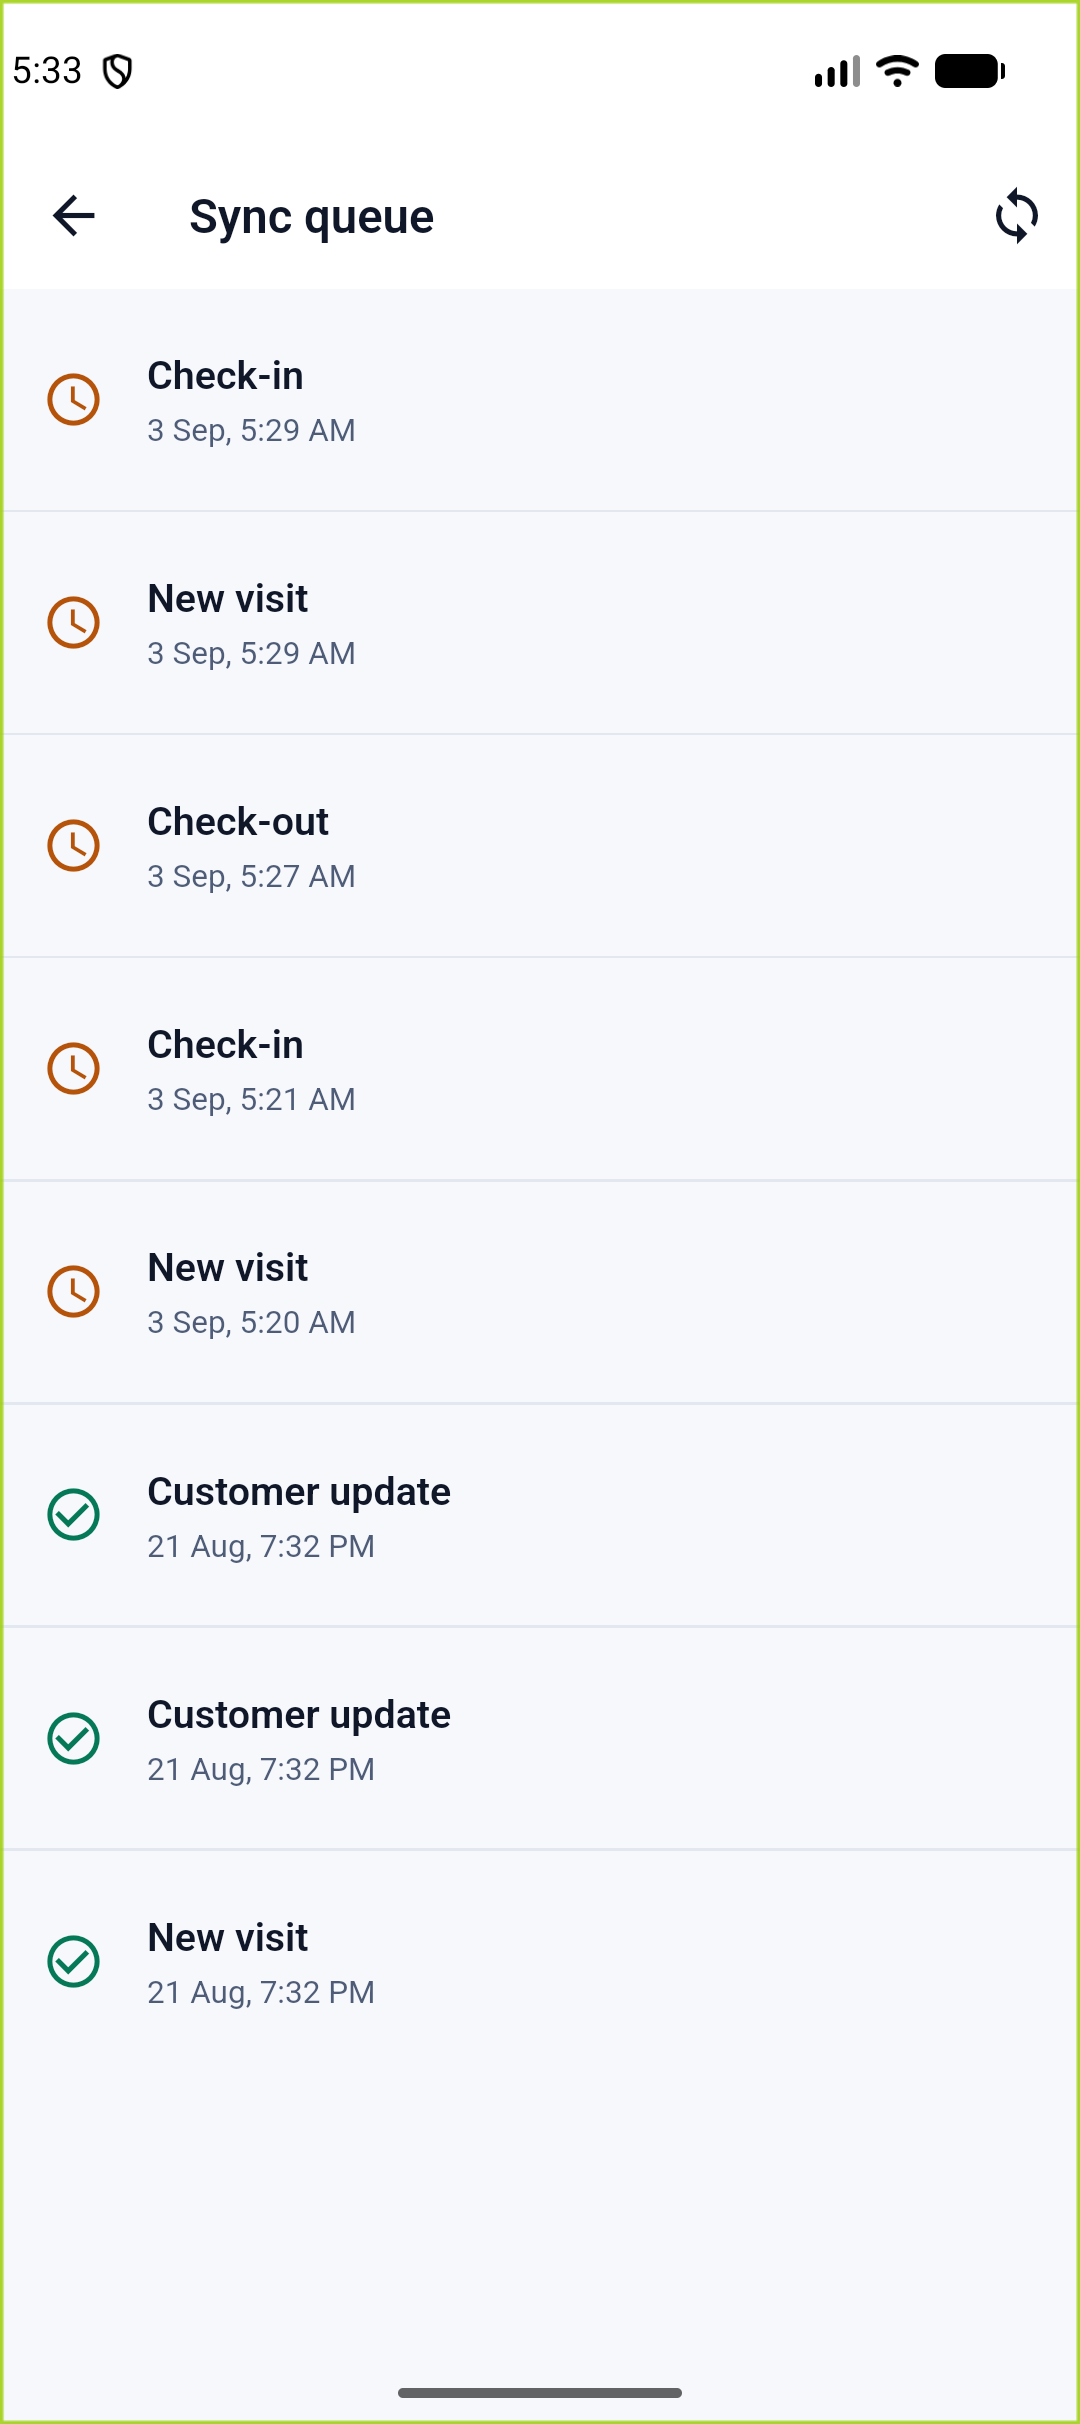 5:33
Sync queue
Check-in
3 Sep, 5:29 AM
New visit
3 Sep, 5:29 AM
Check-out
3 Sep, 5:27 AM
Check-in
3 Sep, 5:21 AM
New visit
3 Sep, 5:20 AM
Customer update
21 Aug, 7:32 PM
Customer update
21 Aug, 7:32 PM
New visit
21 Aug, 7:32 PM